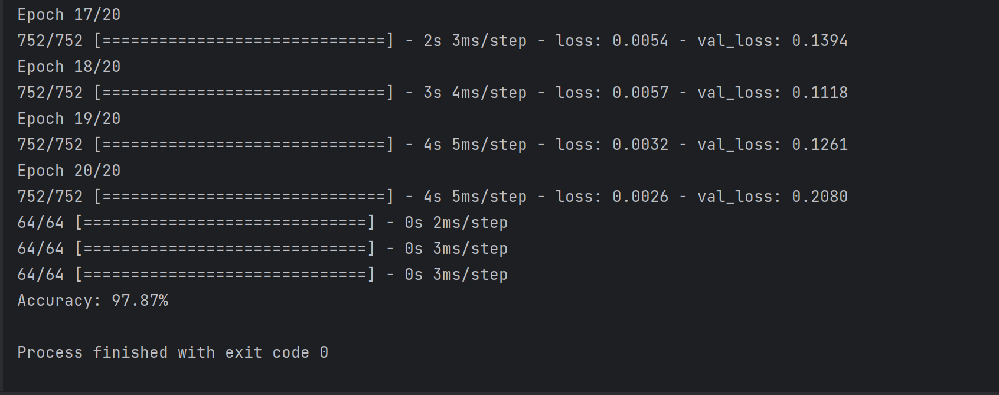 Epoch 17/20
752/752 [==============================] - 2s 3ms/step - loss: 0.0054 - val_loss: 0.1394
Epoch 18/20
752/752 [==============================] - 3s 4ms/step - loss: 0.0057 - val_loss: 0.1118
Epoch 19/20
752/752 [==============================] - 4s 5ms/step - loss: 0.0032 - val_loss: 0.1261
Epoch 20/20
752/752 [==============================] - 4s 5ms/step - loss: 0.0026 - val_loss: 0.2080
64/64 [==============================] - 0s 2ms/step
64/64 [==============================] - 0s 3ms/step
64/64 [==============================] - 0s 3ms/step
Accuracy: 97.87%
Process finished with exit code 0